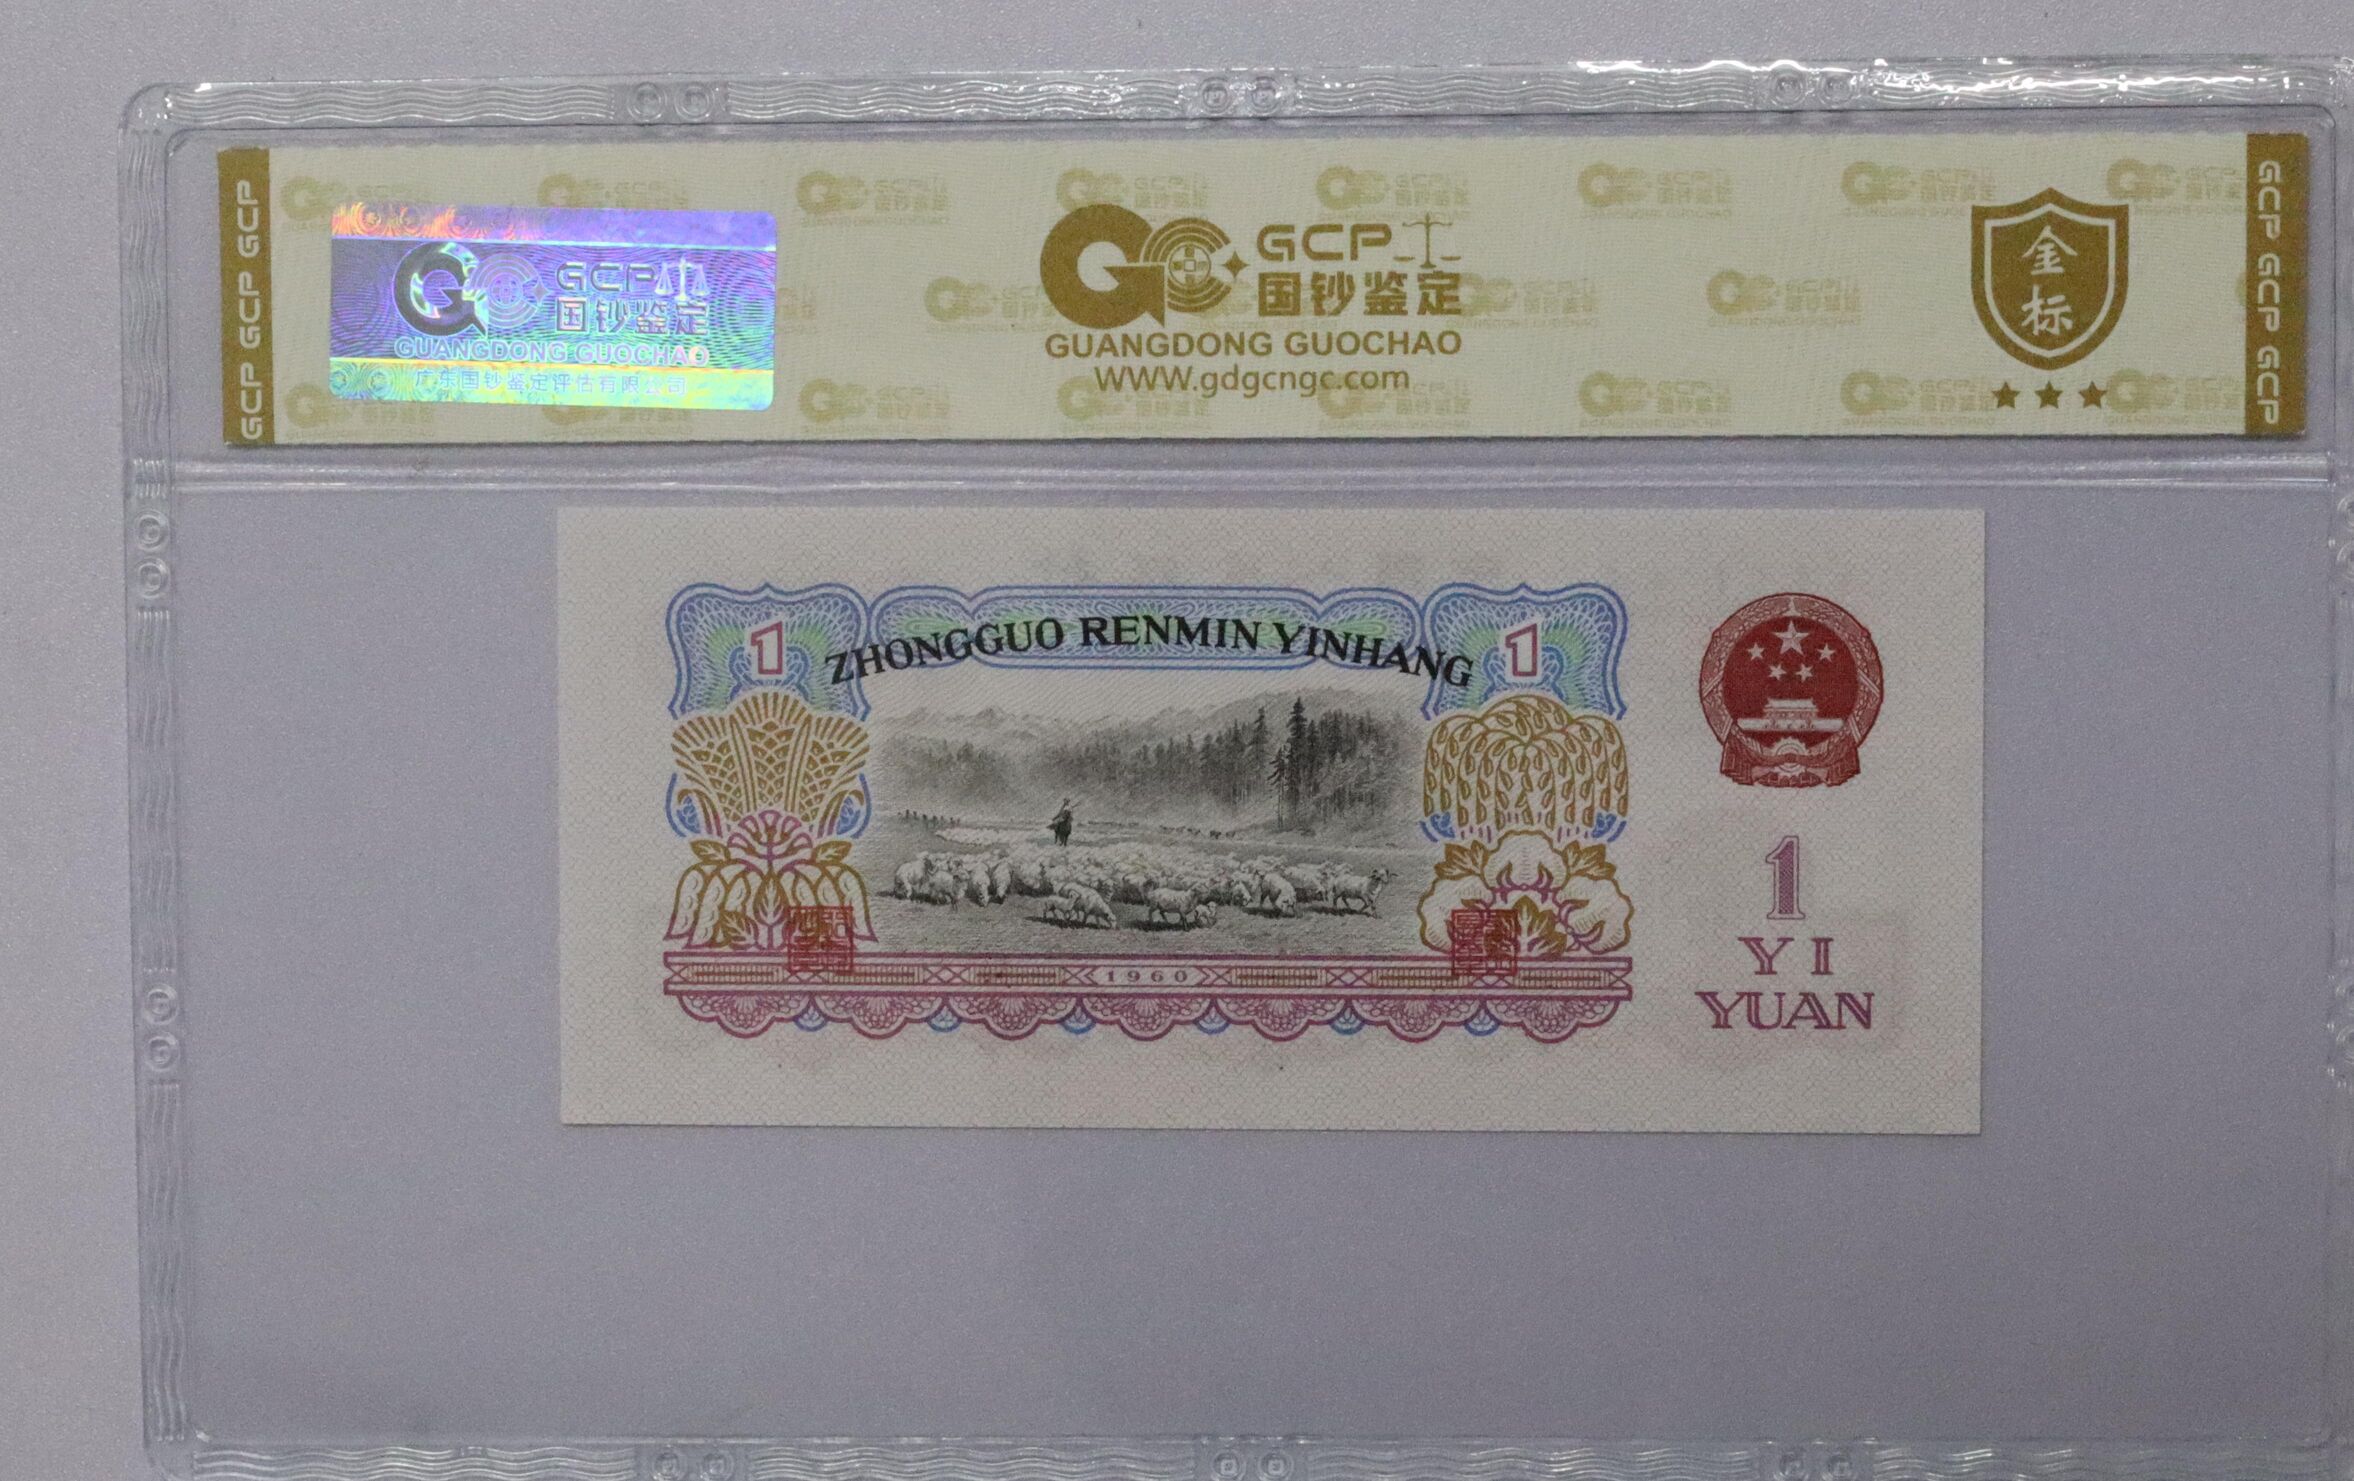 GCP GCP GCP
GCP
国钞鉴定
GUANGDONG GUOCHAO
广东国钞鉴定评估有限公司
GCP
国钞鉴定
GUANGDONG GUOCHAO
WWW.gdgcngc.com
金标
GCP GCP GCP
1
ZHONGGUO RENMIN YINHANG
1
1960
1
YI
YUAN